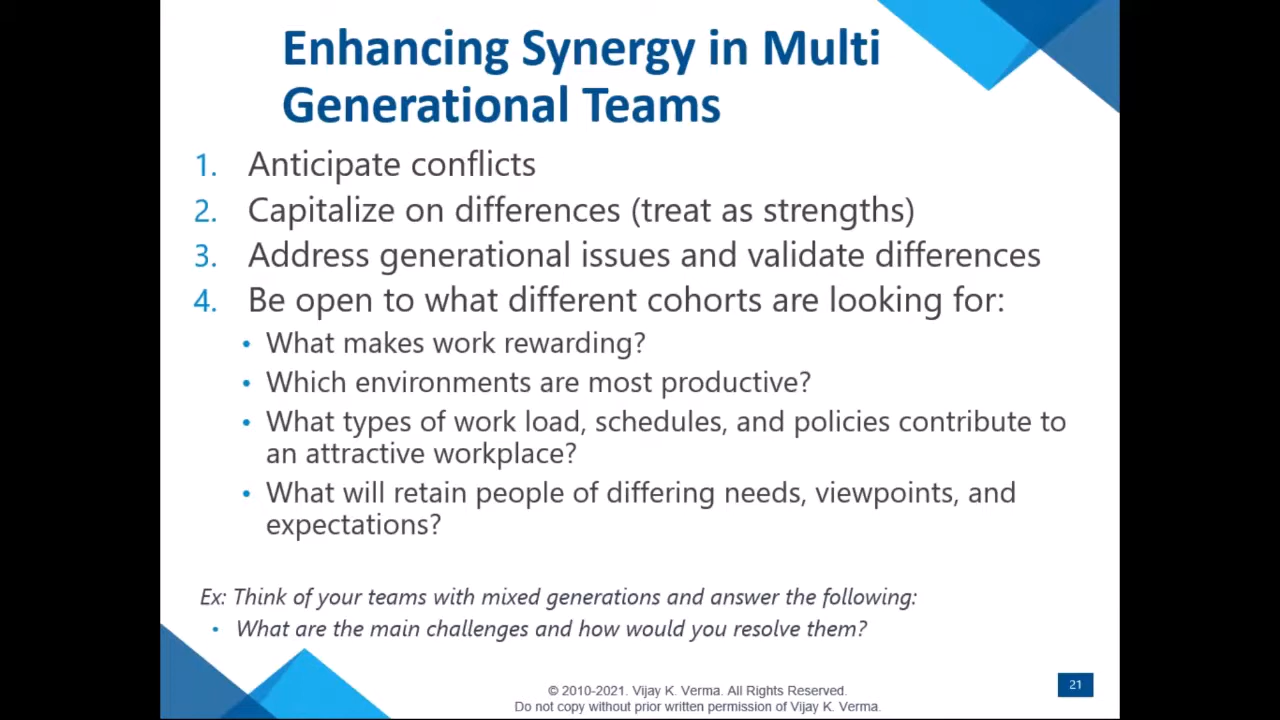 Enhancing Synergy in Multi
Generational Teams
1. Anticipate conflicts
2. Capitalize on differences (treat as strengths)
3. Address generational issues and validate differences
4. Be open to what different cohorts are looking for:
• What makes work rewarding?
• Which environments are most productive?
• What types of work load, schedules, and policies contribute to
an attractive workplace?
• What will retain people of differing needs, viewpoints, and
expectations?
Ex: Think of your teams with mixed generations and answer the following:
• What are the main challenges and how would you resolve them?
© 2010-2021. Vijay K. Verma. All Rights Reserved.
Do not copy without prior written permission of Vijay K. Verma.
21